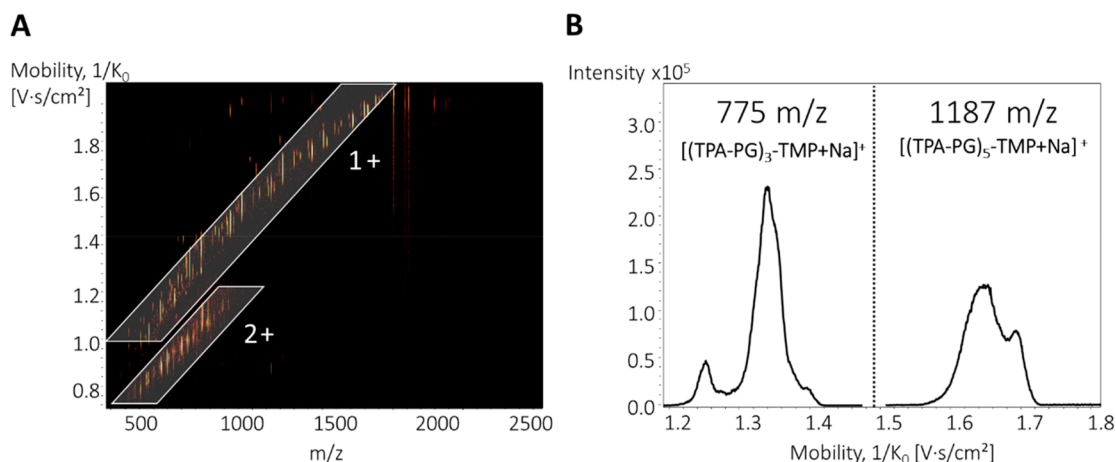 A
Mobility, 1/K₀
[V·s/cm²]
1.8
1.6
1.4
1.2
1.0
0.8
1+
2+
500
1000
1500
2000
2500
m/z
B
Intensity x10⁵
3.0
2.5
2.0
1.5
1.0
0.5
0.0
775 m/z
[(TPA-PG)₃-TMP+Na]⁺
1187 m/z
[(TPA-PG)₅-TMP+Na]⁺
1.2
1.3
1.4
1.5
1.6
1.7
1.8
Mobility, 1/K₀ [V·s/cm²]